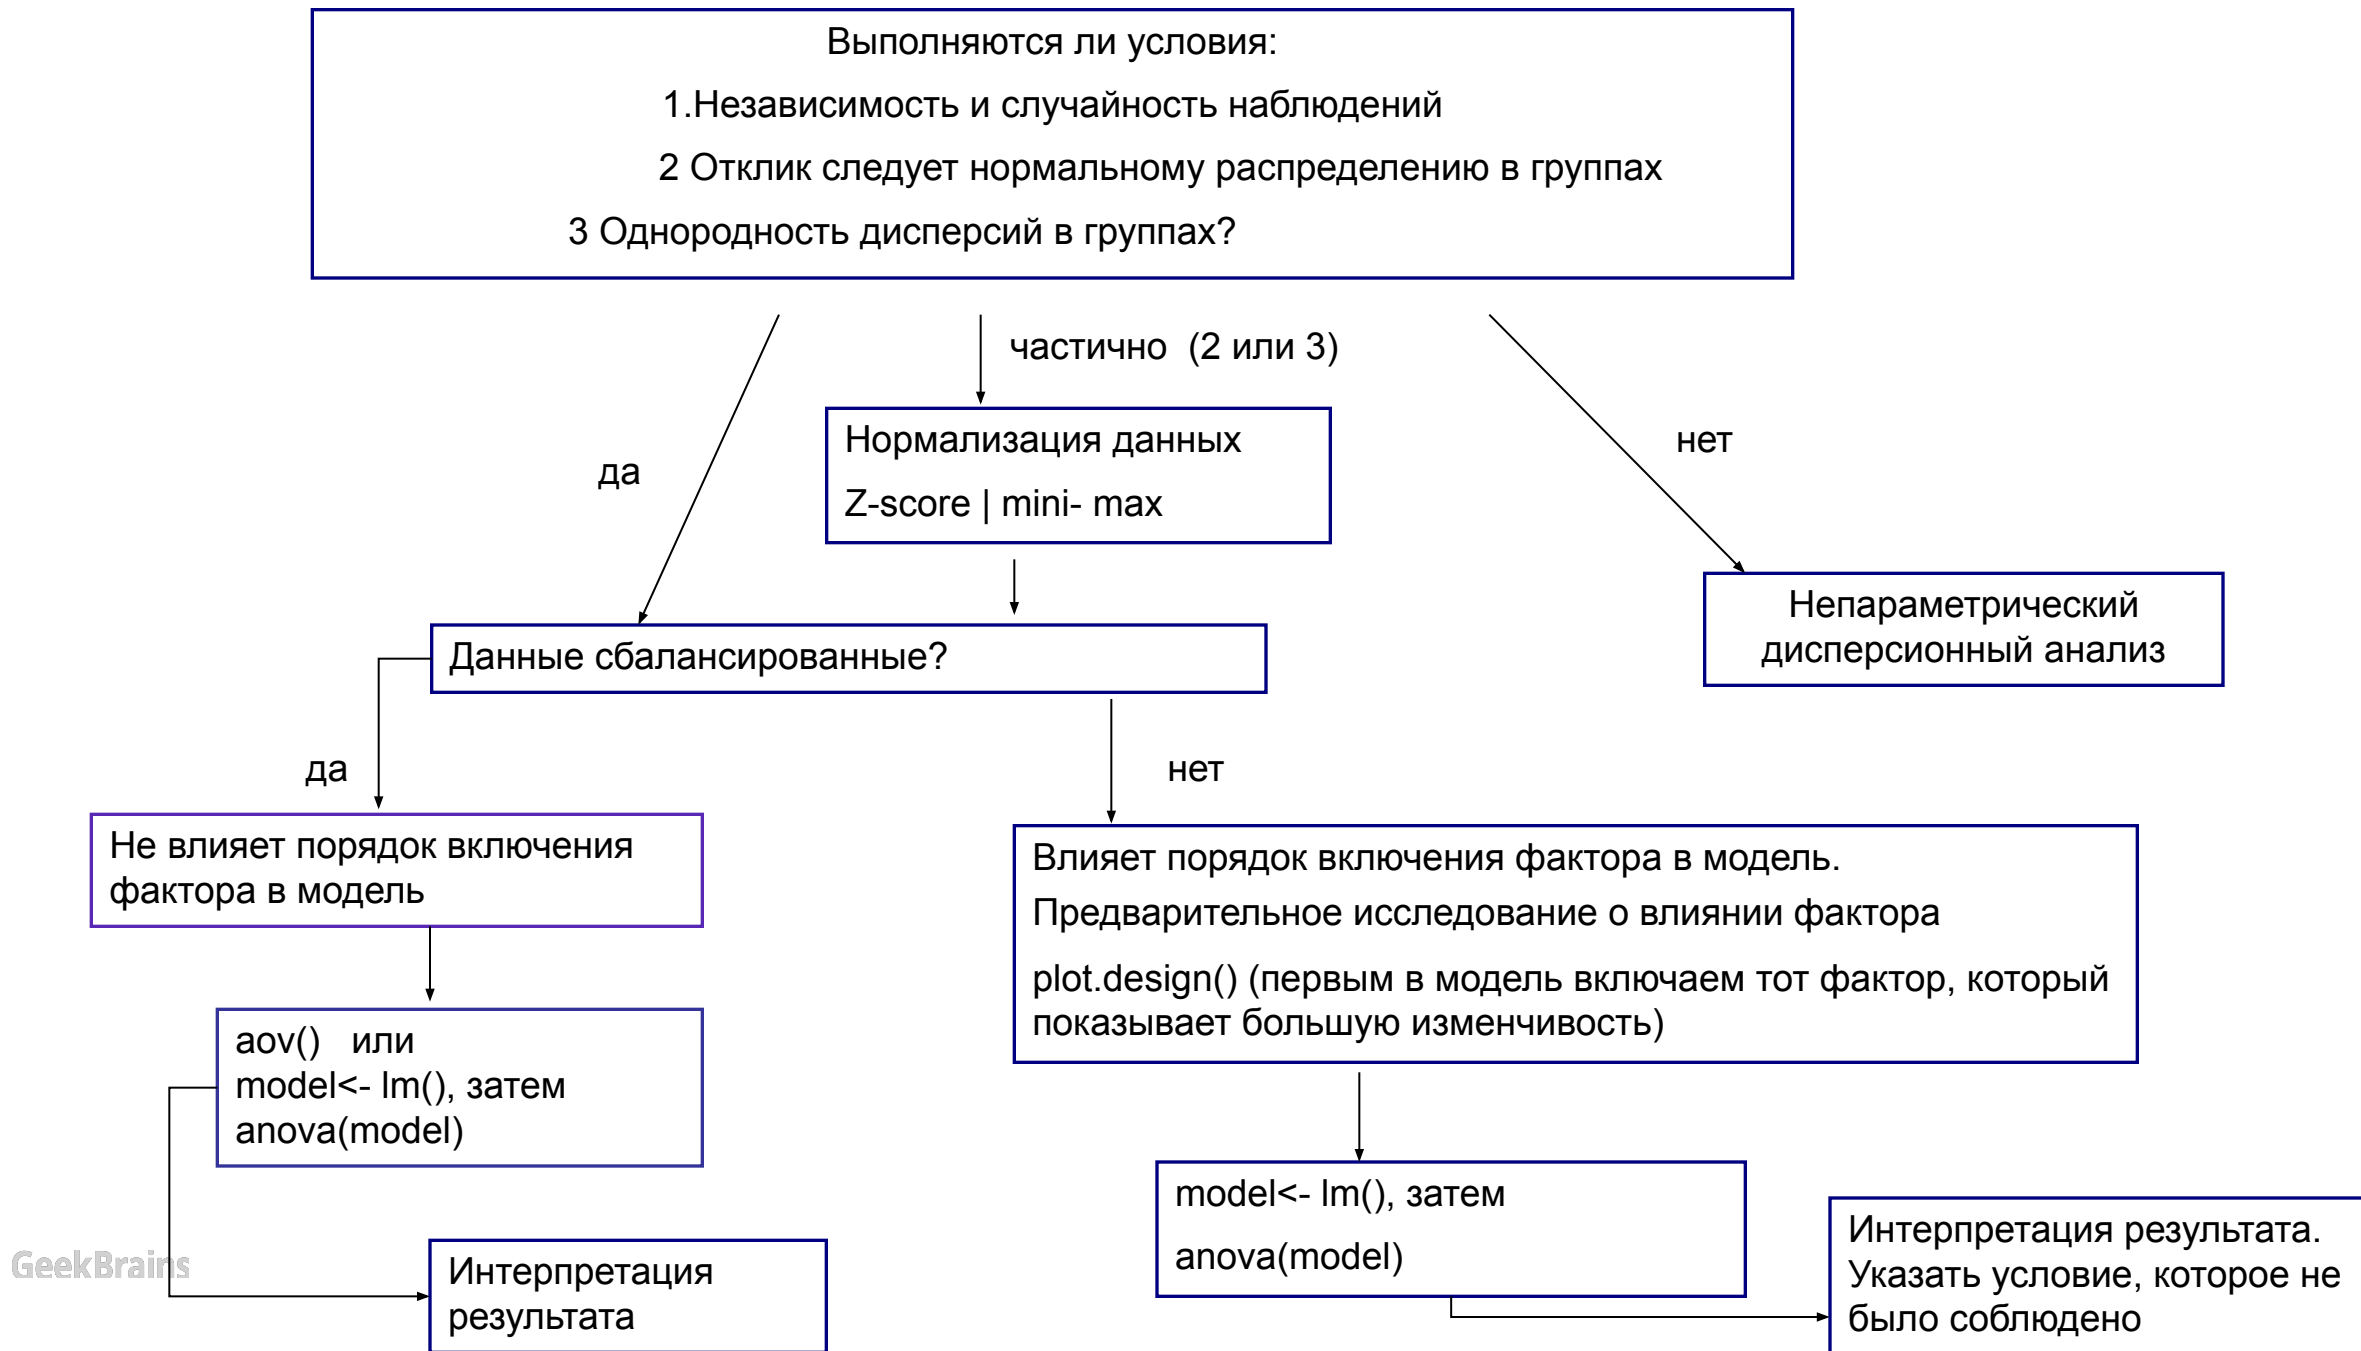 Выполняются ли условия:
1.Независимость и случайность наблюдений
2 Отклик следует нормальному распределению в группах
3 Однородность дисперсий в группах?
частично (2 или 3)
Нормализация данных
Z-score | mini- max
да
нет
Непараметрический
дисперсионный анализ
Данные сбалансированные?
да
нет
Не влияет порядок включения
фактора в модель
Влияет порядок включения фактора в модель.
Предварительное исследование о влиянии фактора
plot.design() (первым в модель включаем тот фактор, который
показывает большую изменчивость)
aov() или
model<- lm(), затем
anova(model)
model<- lm(), затем
anova(model)
Интерпретация
результата
Интерпретация результата.
Указать условие, которое не
было соблюдено
GeekBrains